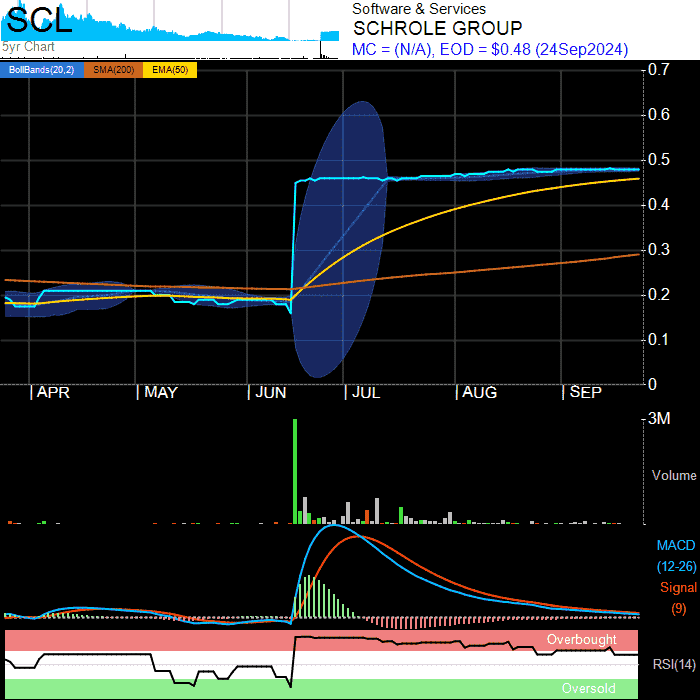 SCL
5yr Chart
Software & Services
SCHROLE GROUP
MC = (N/A), EOD = $0.48 (24Sep2024)
BollBands(20,2) SMA(200) EMA(50)
0.7
0.6
0.5
0.4
0.3
0.2
0.1
0
APR MAY JUN JUL AUG SEP
3M
Volume
MACD
(12-26)
Signal
(9)
Overbought
RSI(14)
Oversold